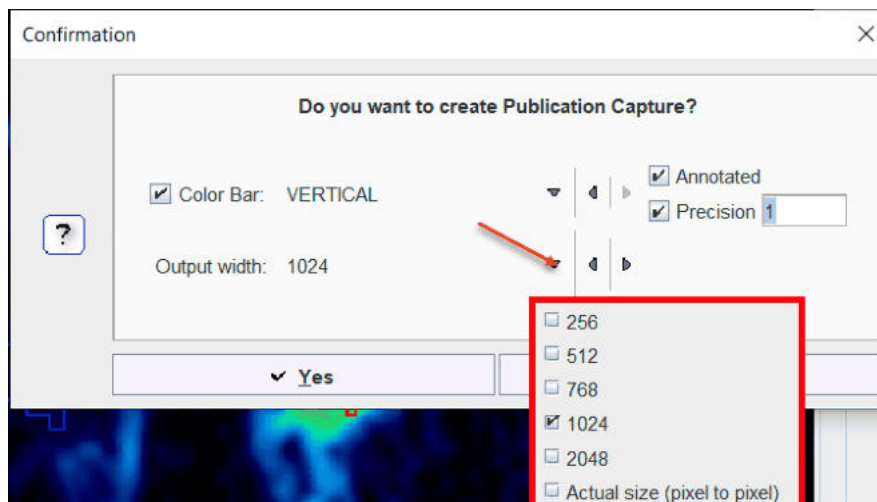 Confirmation
Do you want to create Publication Capture?
Color Bar: VERTICAL
Annotated
Precision 1
?
Output width: 1024
256
512
768
1024
2048
Actual size (pixel to pixel)
Yes